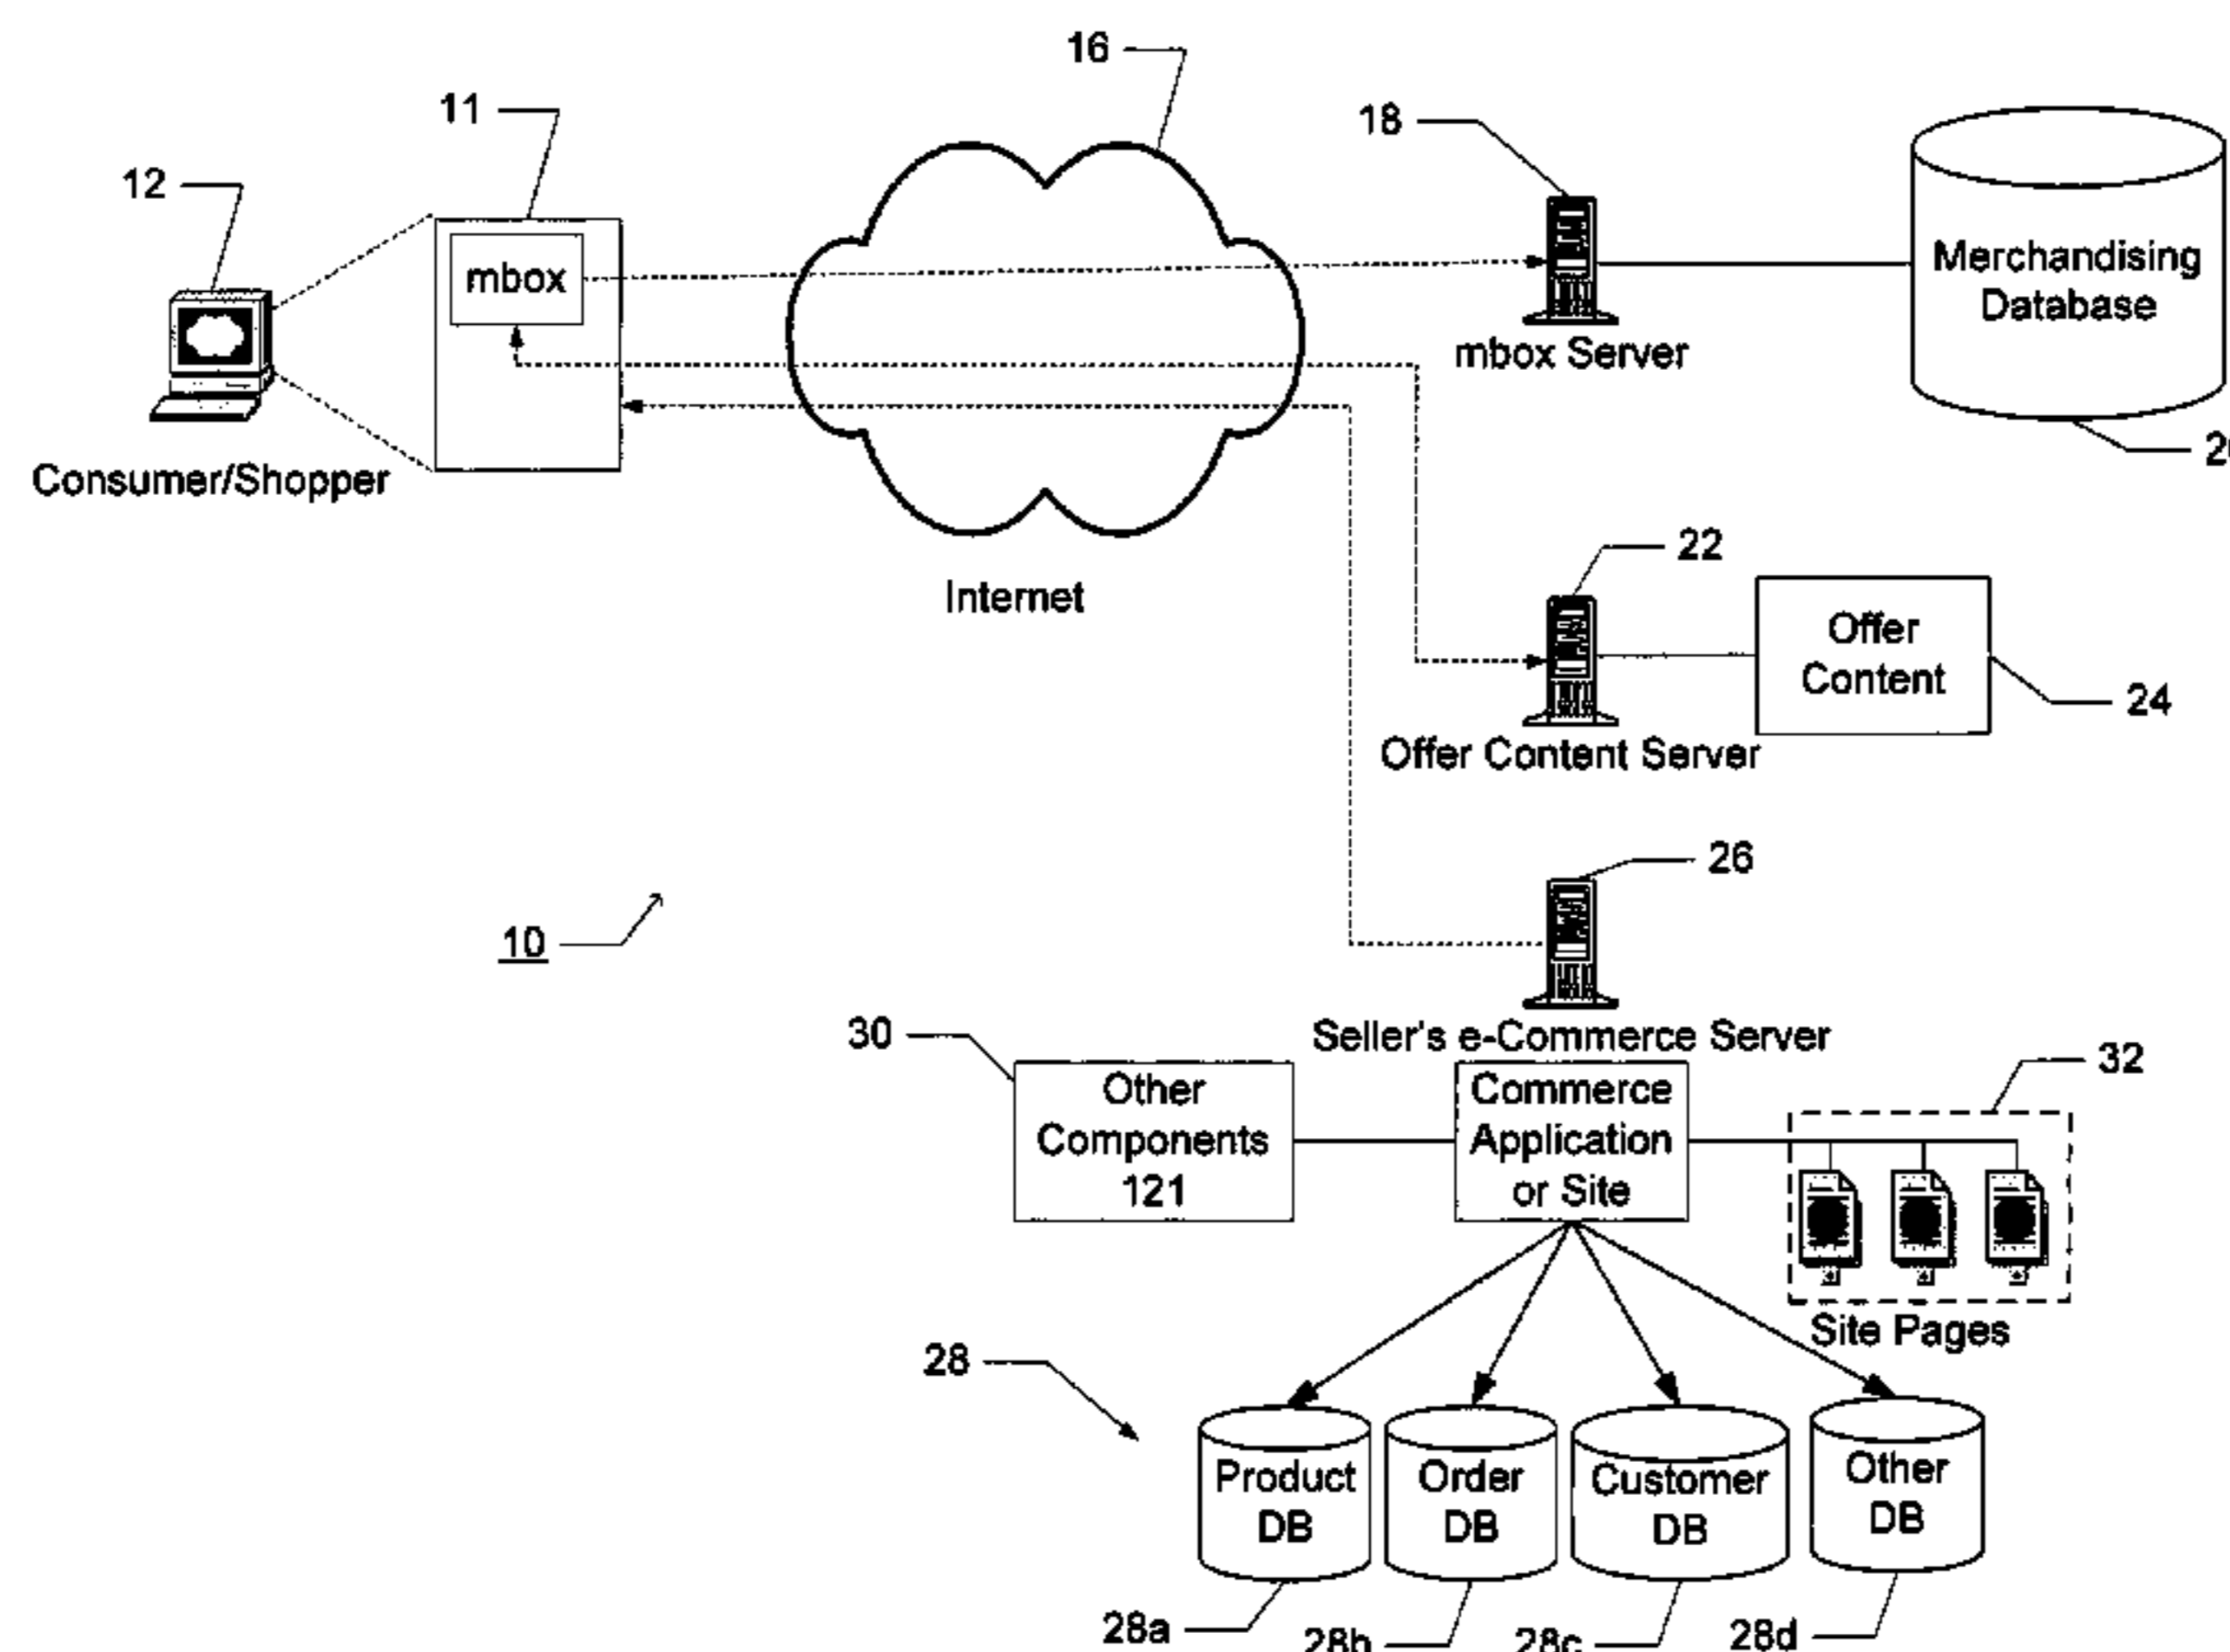 16
11
18
12
mbox
Merchandising
Database
mbox Server
Consumer/Shopper
22
Internet
Offer
Content
24
Offer Content Server
26
10
30
Seller's e-Commerce Server
32
Other
Components
121
Commerce
Application
or Site
Site Pages
28
Product
DB
Order
DB
Customer
DB
Other
DB
28a
28b
28c
28d